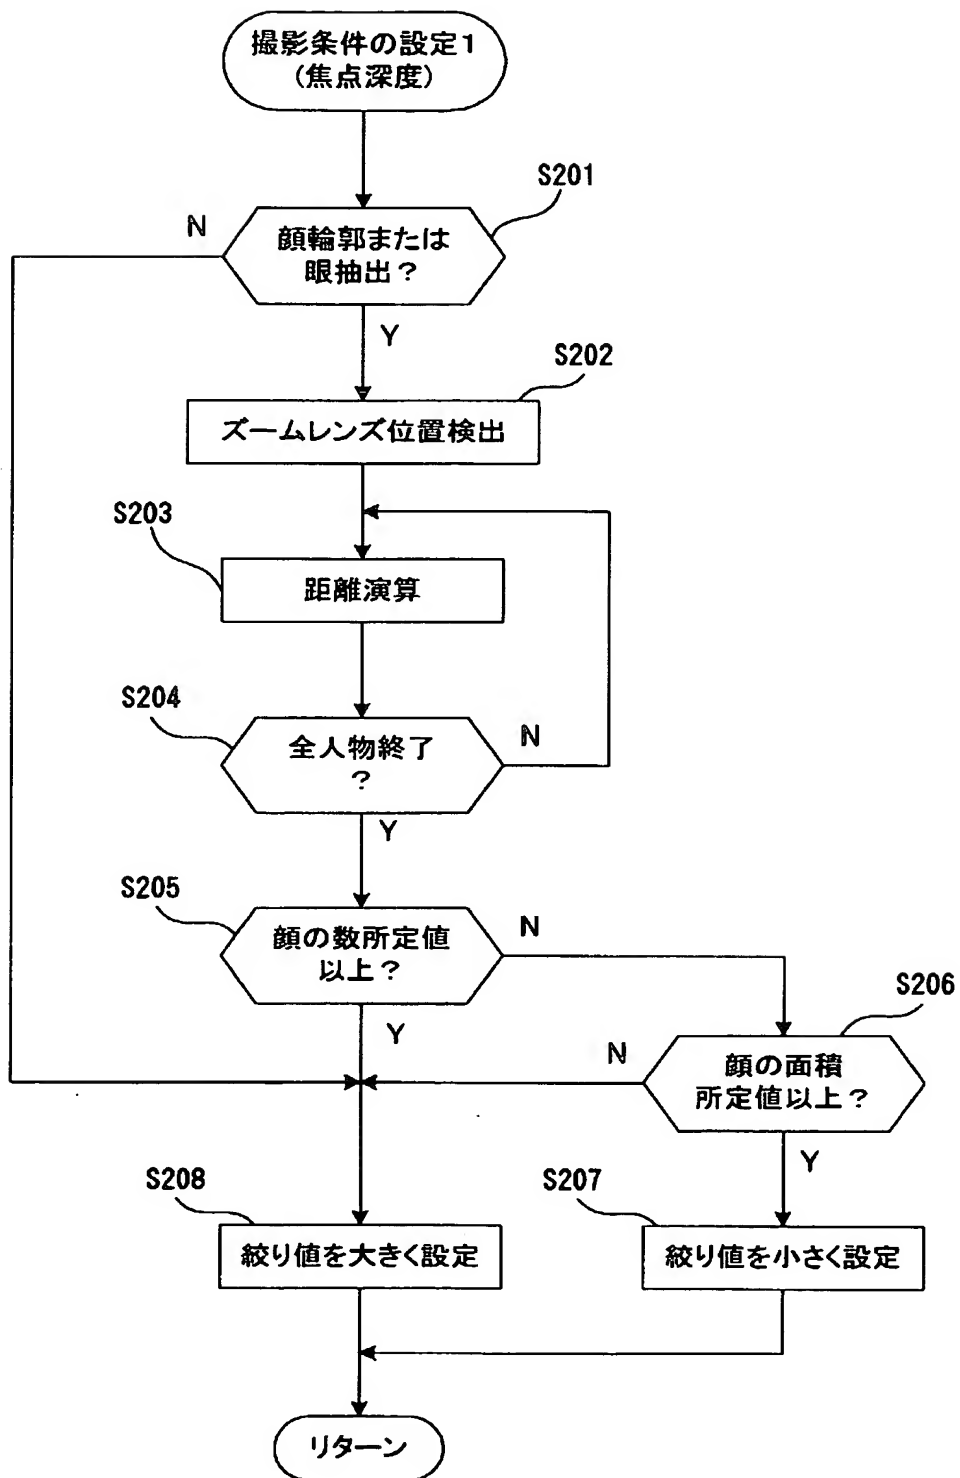 撮影条件の設定1
(焦点深度)
S201
N
顔輪郭または
眼抽出?
Y
S202
ズームレンズ位置検出
S203
距離演算
S204
全人物終了
?
N
Y
S205
顔の数所定値
以上?
N
Y
S206
N
顔の面積
所定値以上?
Y
S208
絞り値を大きく設定
S207
絞り値を小さく設定
リターン